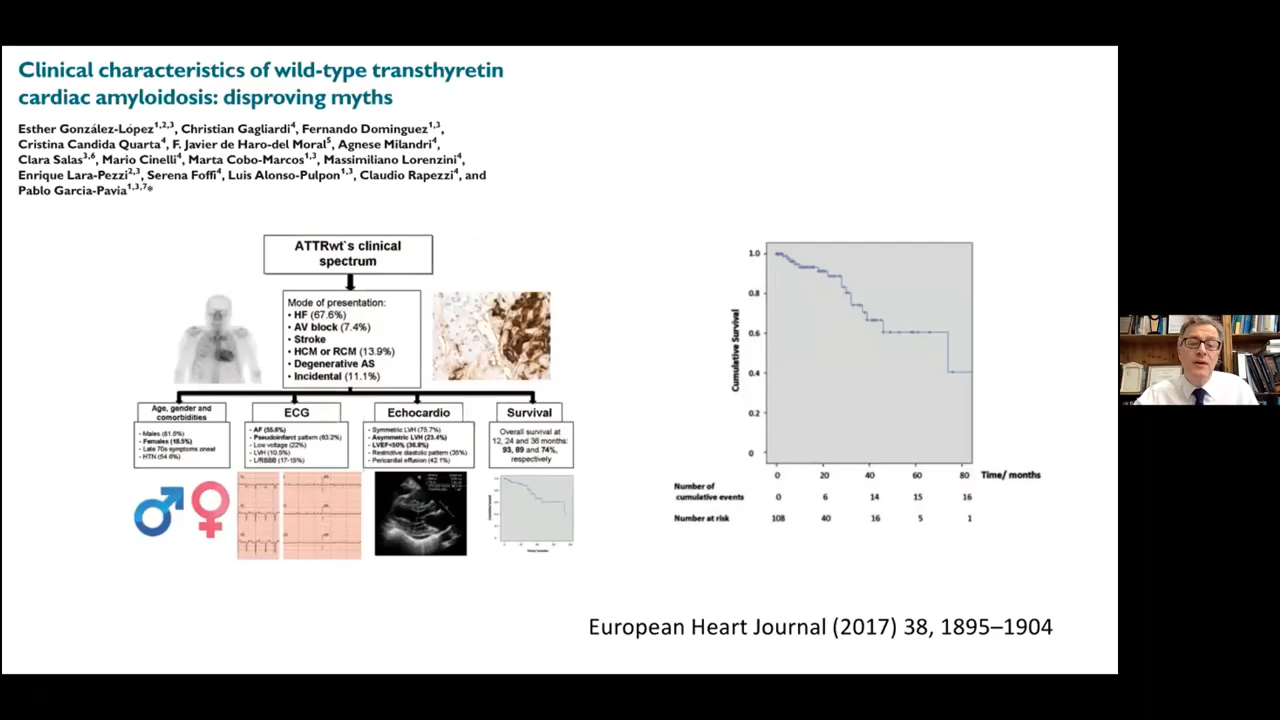 Clinical characteristics of wild-type transthyretin
cardiac amyloidosis: disproving myths
Esther González-López1,2,3, Christian Gagliardi4, Fernando Dominguez1,3,
Cristina Candida Quarta4, F. Javier de Haro-del Moral5, Agnese Milandri4,
Clara Salas3,6, Mario Cinelli4, Marta Cobo-Marcos1,3, Massimiliano Lorenzini4,
Enrique Lara-Pezzi2,3, Serena Foffi4, Luis Alonso-Pulpon1,3, Claudio Rapezzi4, and
Pablo Garcia-Pavia1,3,7*
ATTRwt`s clinical
spectrum
Mode of presentation:
• HF (67.6%)
• AV block (7.4%)
• Stroke
• HCM or RCM (13.9%)
• Degenerative AS
• Incidental (11.1%)
Age, gender and
comorbidities
- Males (81.5%)
- Females (18.5%)
- Late 70s symptoms onset
- HTN (54.6%)
ECG
- AF (55.6%)
- Pseudoinfarct pattern (63.2%)
- Low voltage (22%)
- LVH (10.5%)
- L/RBBB (17-15%)
Echocardio
- Symmetric LVH (75.7%)
- Asymmetric LVH (23.4%)
- LVEF<50% (36.8%)
- Restrictive diastolic pattern (35%)
- Pericardial effusion (42.1%)
Survival
Overall survival at
12, 24 and 36 months:
93, 89 and 74%,
respectively
Cumulative Survival
1.0
0.8
0.6
0.4
0.2
0
0 20 40 60 80 Time/ months
Number of
cumulative events 0 6 14 15 16
Number at risk 108 40 16 5 1
European Heart Journal (2017) 38, 1895–1904